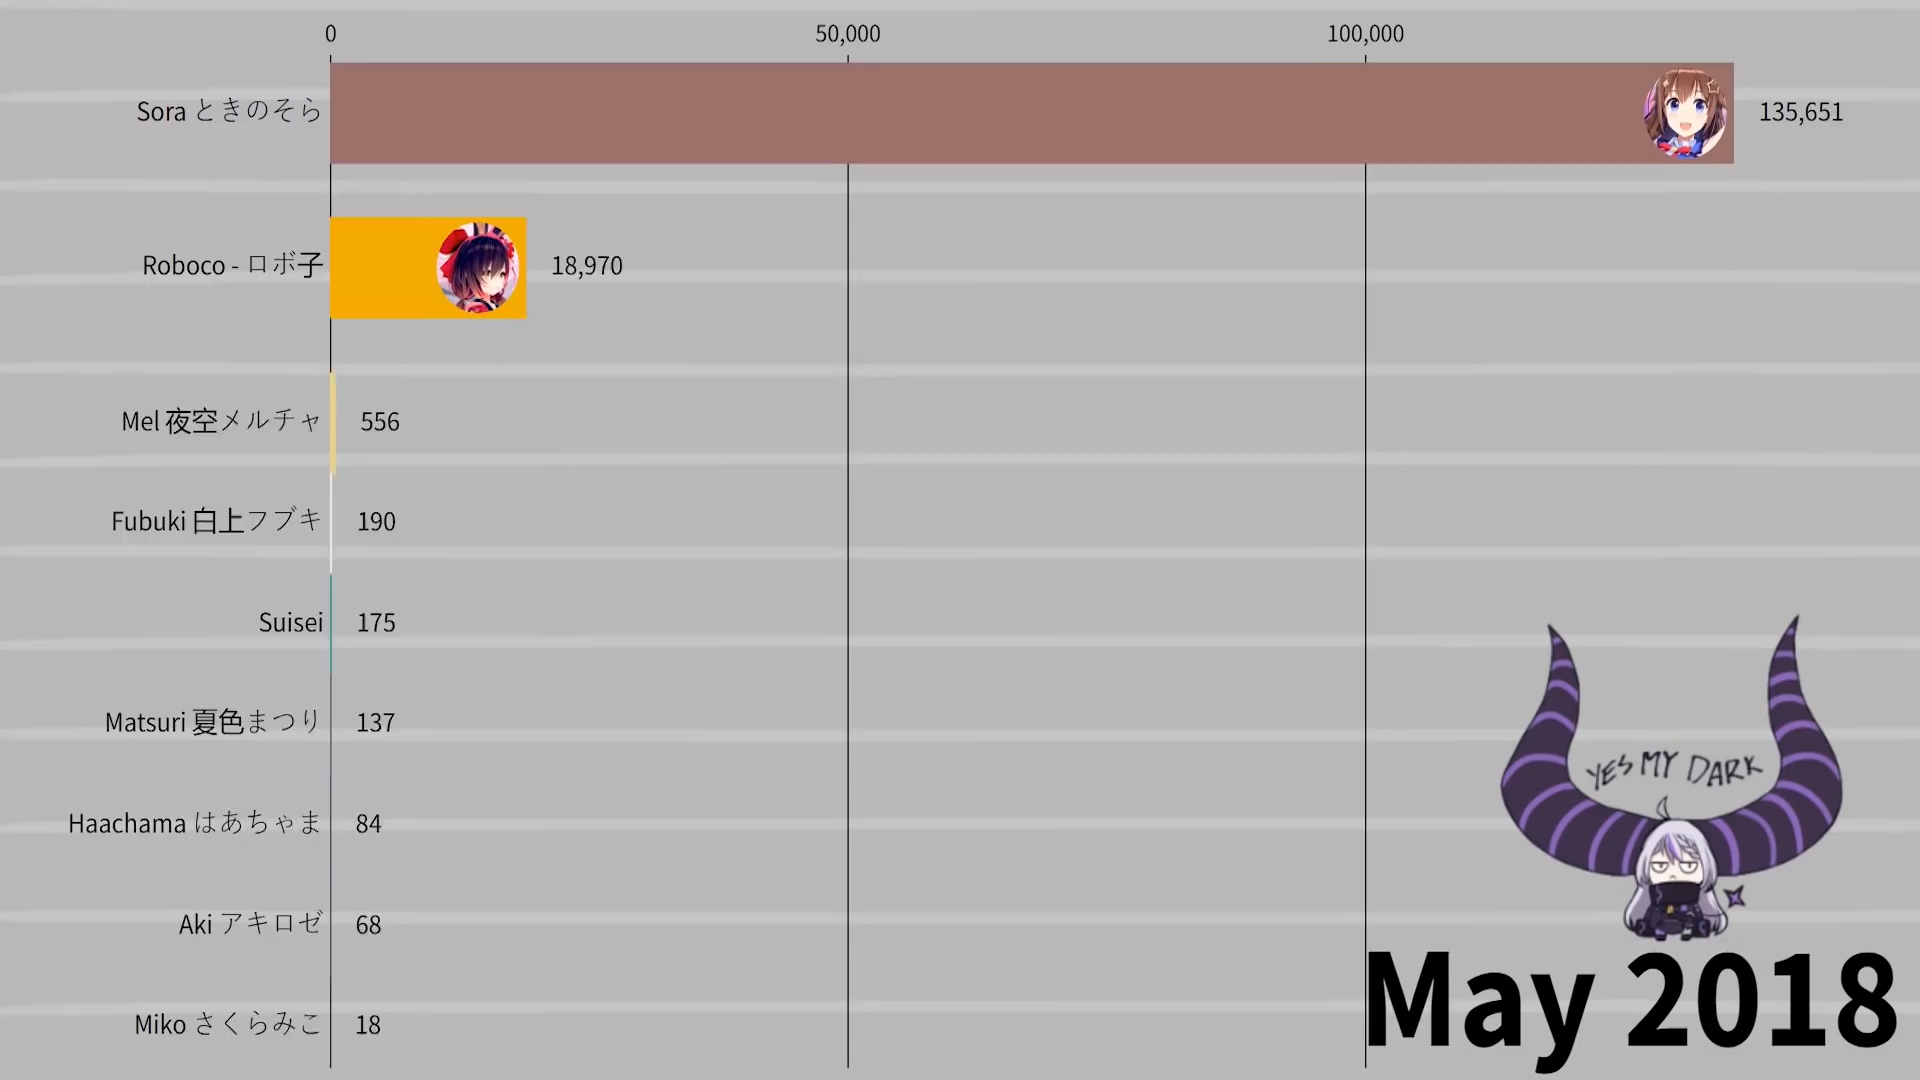 0 50,000 100,000
Sora ときのそら 135,651
Roboco - ロボ子 18,970
Mel 夜空メルチャ 556
Fubuki 白上フブキ 190
Suisei 175
Matsuri 夏色まつり 137
Haachama はあちゃま 84
Aki アキロゼ 68
Miko さくらみこ 18
YES MY DARK
May 2018